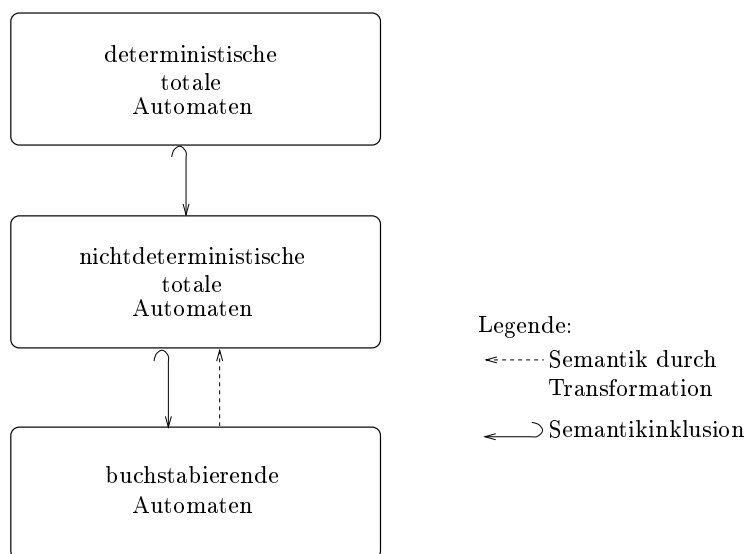 deterministische
totale
Automaten
nichtdeterministische
totale
Automaten
buchstabierende
Automaten
Legende:
Semantik durch
Transformation
Semantikinklusion